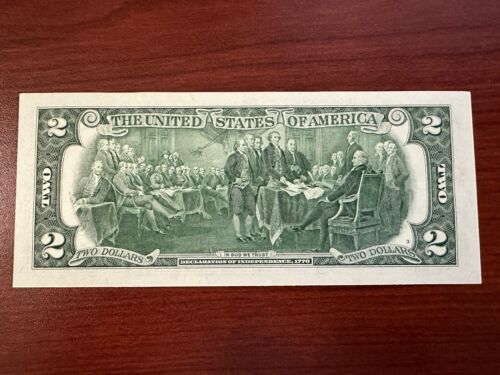 2 THE UNITED STATES OF AMERICA 2
TWO TWO
2 TWO DOLLARS IN GOD WE TRUST TWO DOLLARS 2
DECLARATION OF INDEPENDENCE, 1776
3